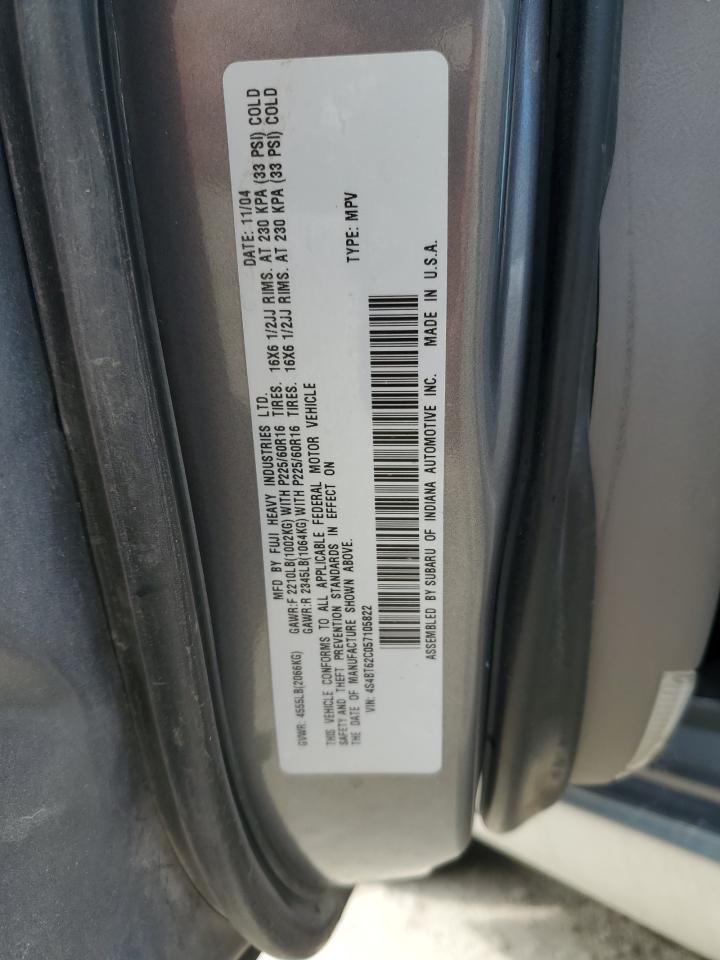 MFD BY FUJI HEAVY INDUSTRIES LTD. DATE: 11/04
GVWR: 4555LB(2066KG) GAWR:F 2210LB(1002KG) WITH P225/60R16 TIRES. 16X6 1/2JJ RIMS. AT 230 KPA (33 PSI) COLD
GAWR:R 2345LB(1064KG) WITH P225/60R16 TIRES. 16X6 1/2JJ RIMS. AT 230 KPA (33 PSI) COLD
THIS VEHICLE CONFORMS TO ALL APPLICABLE FEDERAL MOTOR VEHICLE
SAFETY AND THEFT PREVENTION STANDARDS IN EFFECT ON
THE DATE OF MANUFACTURE SHOWN ABOVE. TYPE: MPV
VIN: 4S4BT62C057105822
ASSEMBLED BY SUBARU OF INDIANA AUTOMOTIVE INC. MADE IN U.S.A.